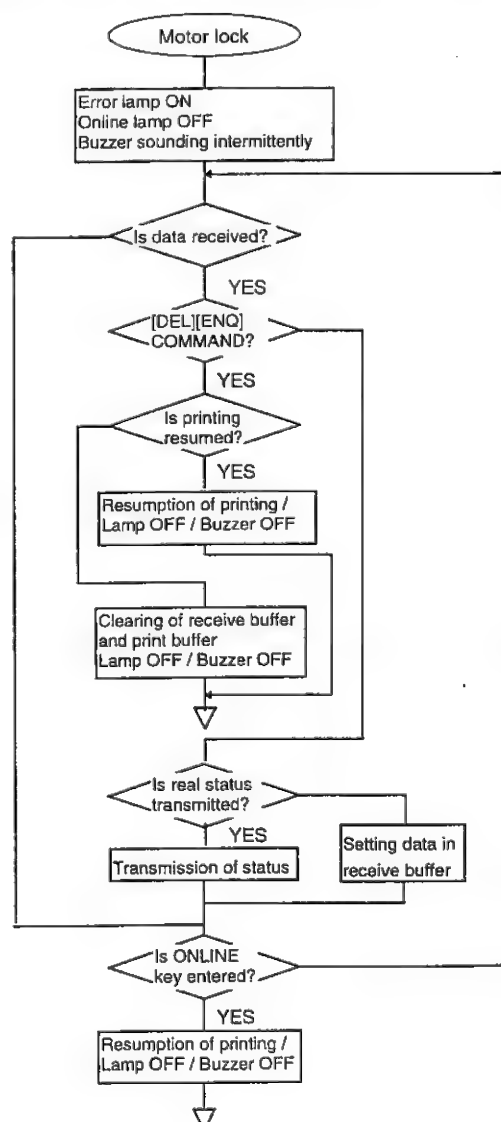 Motor lock
Error lamp ON
Online lamp OFF
Buzzer sounding intermittently
Is data received?
YES
[DEL][ENQ]
COMMAND?
YES
Is printing
resumed?
YES
Resumption of printing /
Lamp OFF / Buzzer OFF
Clearing of receive buffer
and print buffer
Lamp OFF / Buzzer OFF
Is real status
transmitted?
YES
Setting data in
receive buffer
Transmission of status
Is ONLINE
key entered?
YES
Resumption of printing /
Lamp OFF / Buzzer OFF